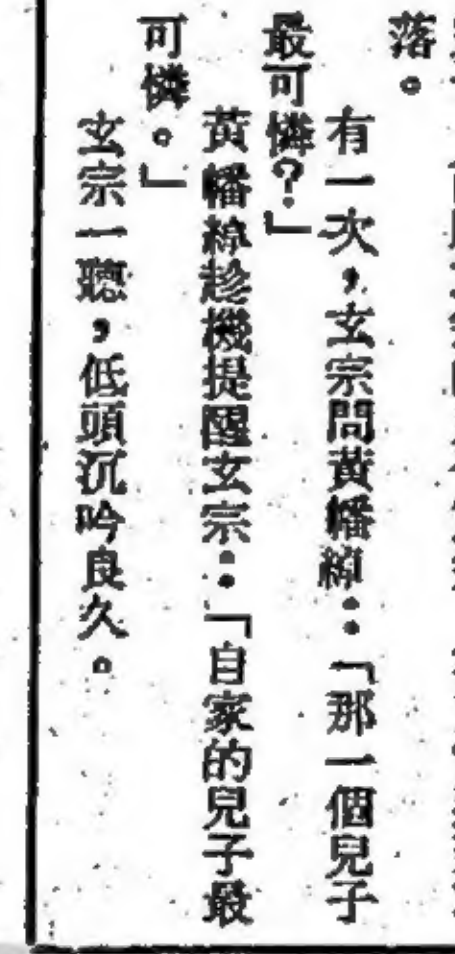 落。
有一次，玄宗問黃幡綽：「那一個兒子
最可憐？」
黃幡綽趁機提醒玄宗：「自家的兒子最
可憐。」
玄宗一聽，低頭沉吟良久。